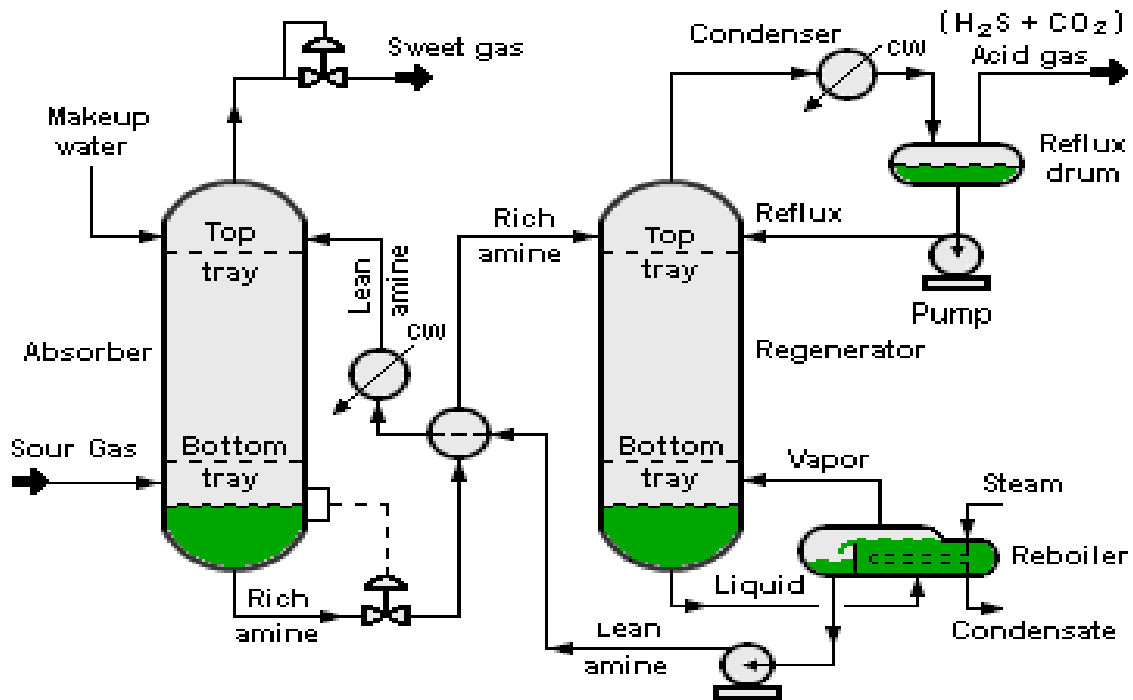 (H₂S + CO₂)
Acid gas
Condenser
CW
Sweet gas
Makeup
water
Reflux
drum
Top
tray
Lean
amine
Rich
amine
Top
tray
Reflux
Pump
CW
Absorber
Regenerator
Sour Gas
Bottom
tray
Bottom
tray
Vapor
Steam
Reboiler
Liquid
Rich
amine
Condensate
Lean
amine